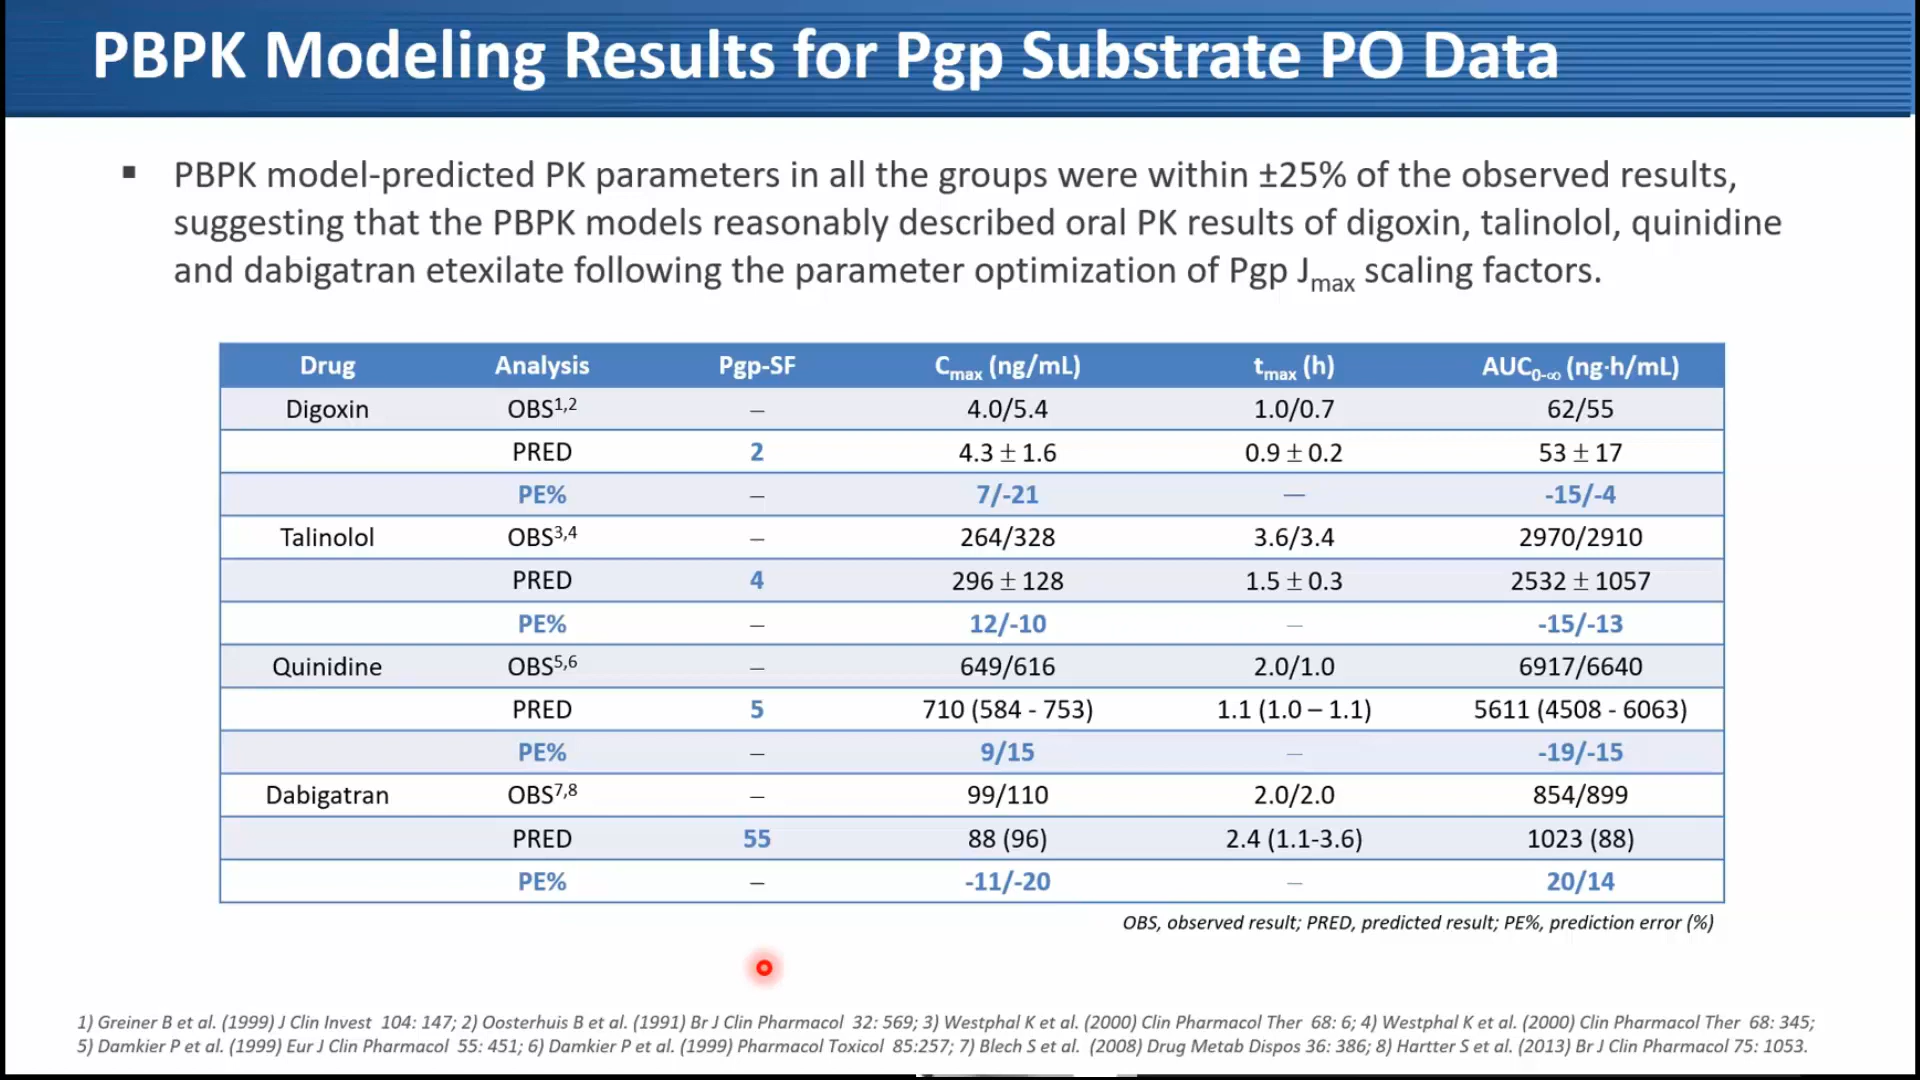 PBPK Modeling Results for Pgp Substrate PO Data
▪ PBPK model-predicted PK parameters in all the groups were within ±25% of the observed results,
suggesting that the PBPK models reasonably described oral PK results of digoxin, talinolol, quinidine
and dabigatran etexilate following the parameter optimization of Pgp Jmax scaling factors.
Drug Analysis Pgp-SF Cmax (ng/mL) tmax (h) AUC0-∞ (ng·h/mL)
Digoxin OBS1,2 – 4.0/5.4 1.0/0.7 62/55
PRED 2 4.3 ± 1.6 0.9 ± 0.2 53 ± 17
PE% – 7/-21 — -15/-4
Talinolol OBS3,4 – 264/328 3.6/3.4 2970/2910
PRED 4 296 ± 128 1.5 ± 0.3 2532 ± 1057
PE% – 12/-10 – -15/-13
Quinidine OBS5,6 – 649/616 2.0/1.0 6917/6640
PRED 5 710 (584 - 753) 1.1 (1.0 – 1.1) 5611 (4508 - 6063)
PE% – 9/15 – -19/-15
Dabigatran OBS7,8 – 99/110 2.0/2.0 854/899
PRED 55 88 (96) 2.4 (1.1-3.6) 1023 (88)
PE% – -11/-20 – 20/14
OBS, observed result; PRED, predicted result; PE%, prediction error (%)
1) Greiner B et al. (1999) J Clin Invest 104: 147; 2) Oosterhuis B et al. (1991) Br J Clin Pharmacol 32: 569; 3) Westphal K et al. (2000) Clin Pharmacol Ther 68: 6; 4) Westphal K et al. (2000) Clin Pharmacol Ther 68: 345;
5) Damkier P et al. (1999) Eur J Clin Pharmacol 55: 451; 6) Damkier P et al. (1999) Pharmacol Toxicol 85:257; 7) Blech S et al. (2008) Drug Metab Dispos 36: 386; 8) Hartter S et al. (2013) Br J Clin Pharmacol 75: 1053.